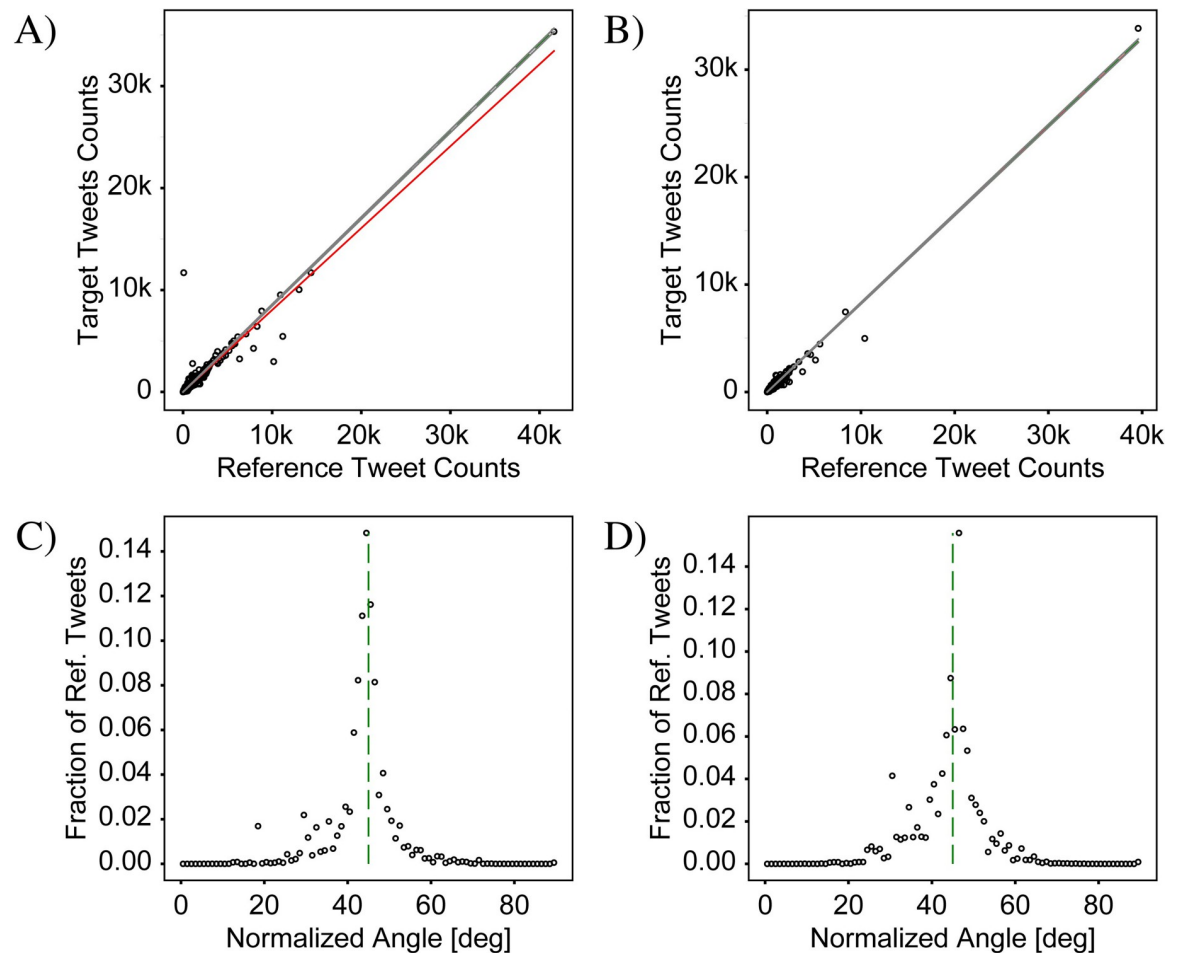 A)
Target Tweets Counts
30k
20k
10k
0
0 10k 20k 30k 40k
Reference Tweet Counts
B)
Target Tweets Counts
30k
20k
10k
0
0 10k 20k 30k 40k
Reference Tweet Counts
C)
Fraction of Ref. Tweets
0.14
0.12
0.10
0.08
0.06
0.04
0.02
0.00
0 20 40 60 80
Normalized Angle [deg]
D)
Fraction of Ref. Tweets
0.14
0.12
0.10
0.08
0.06
0.04
0.02
0.00
0 20 40 60 80
Normalized Angle [deg]